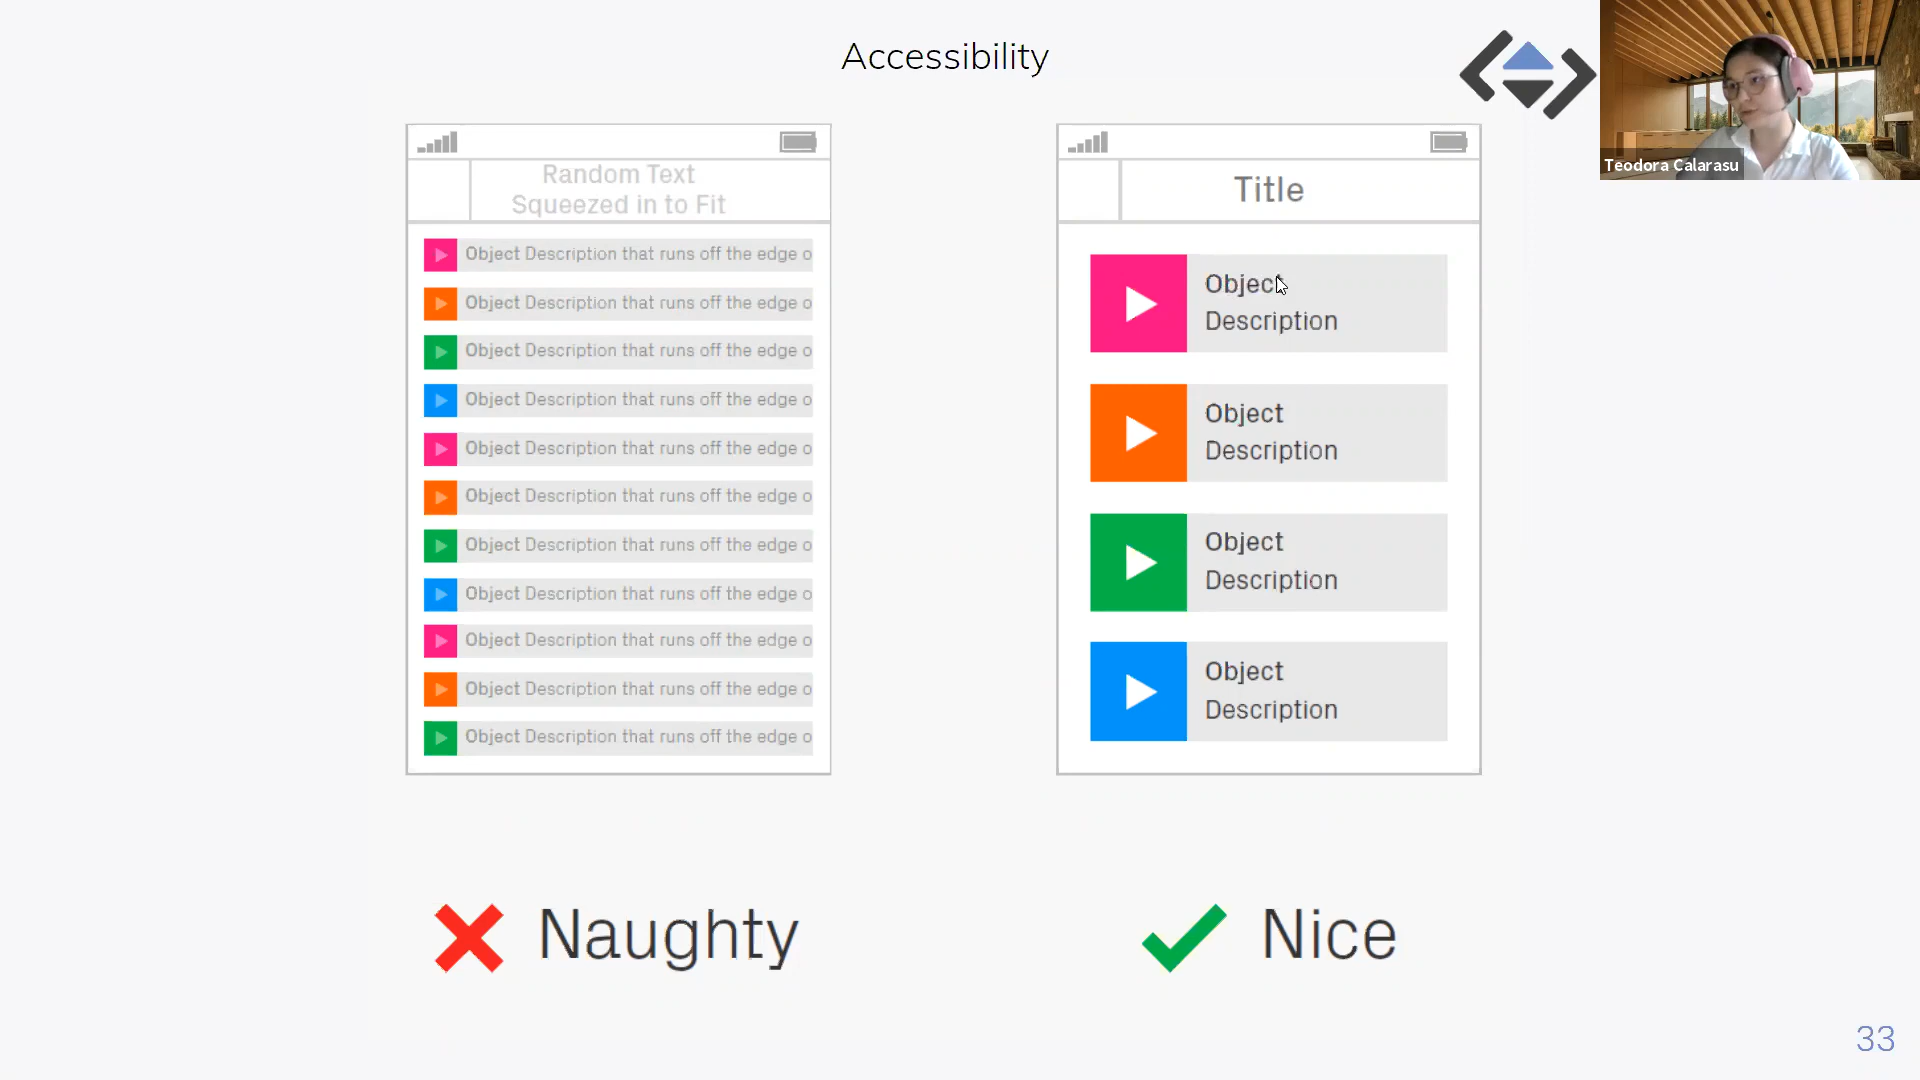 Accessibility
Teodora Calarasu
Random Text
Squeezed in to Fit
Object Description that runs off the edge o
Object Description that runs off the edge o
Object Description that runs off the edge o
Object Description that runs off the edge o
Object Description that runs off the edge o
Object Description that runs off the edge o
Object Description that runs off the edge o
Object Description that runs off the edge o
Object Description that runs off the edge o
Object Description that runs off the edge o
Object Description that runs off the edge o
Title
Object
Description
Object
Description
Object
Description
Object
Description
Naughty
Nice
33